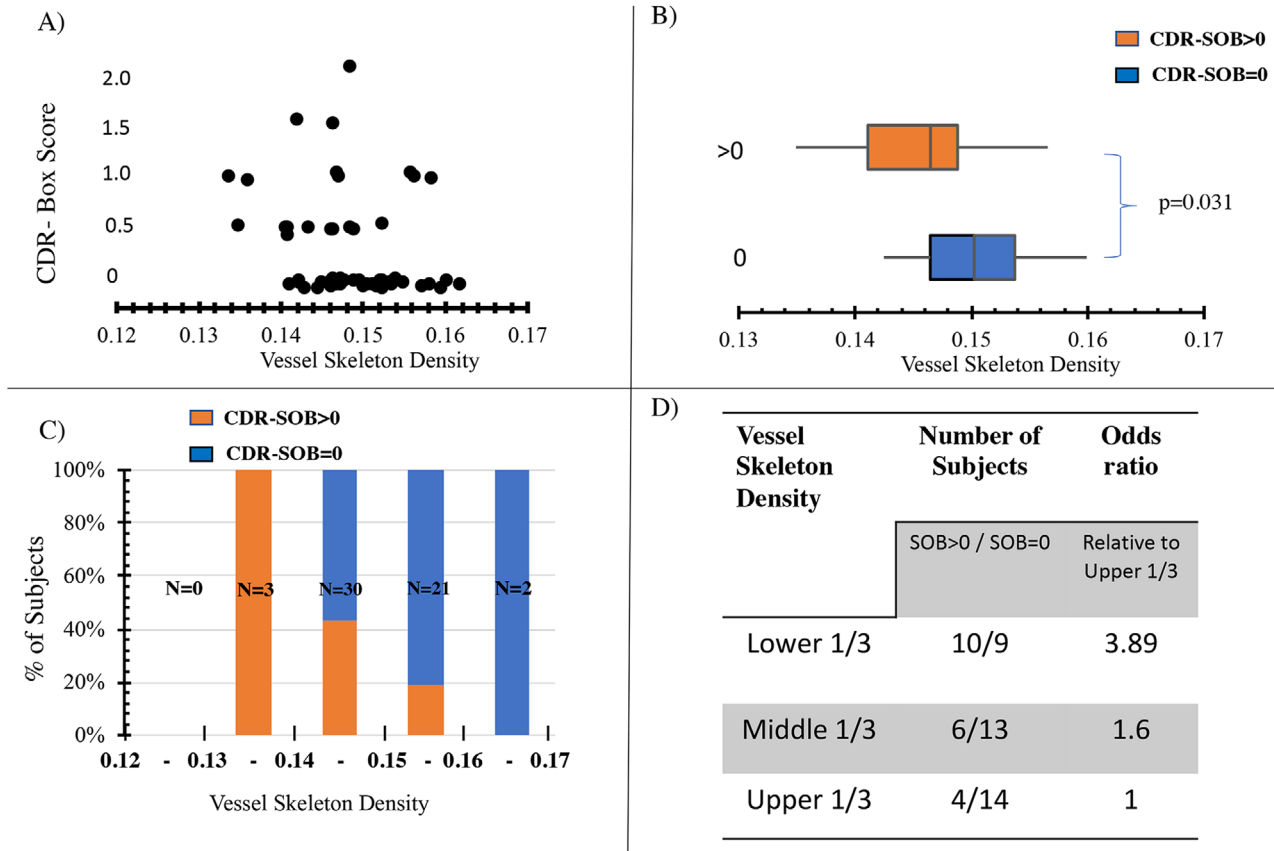 A)
CDR- Box Score
2.0
1.5
1.0
0.5
0
0.12 0.13 0.14 0.15 0.16 0.17
Vessel Skeleton Density
B)
CDR-SOB>0
CDR-SOB=0
>0
p=0.031
0
0.13 0.14 0.15 0.16 0.17
Vessel Skeleton Density
C)
CDR-SOB>0
CDR-SOB=0
% of Subjects
100%
80%
60%
N=0 N=3 N=30 N=21 N=2
40%
20%
0%
0.12 - 0.13 - 0.14 - 0.15 - 0.16 - 0.17
Vessel Skeleton Density
D)
Vessel
Skeleton
Density
Number of
Subjects
Odds
ratio
SOB>0 / SOB=0
Relative to
Upper 1/3
Lower 1/3 10/9 3.89
Middle 1/3 6/13 1.6
Upper 1/3 4/14 1